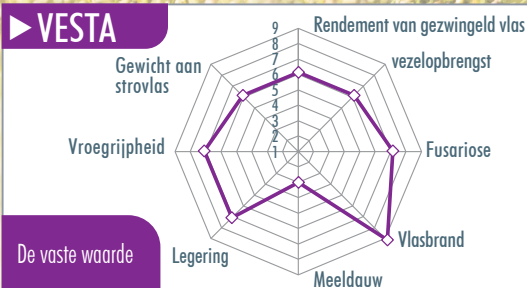 ▶ VESTA
Rendement van gezwingeld vlas
vezelopbrengst
Fusariose
Vlasbrand
Meeldauw
Legering
Vroegrijpheid
Gewicht aan
strovlas
9
8
7
6
5
4
3
2
1
De vaste waarde